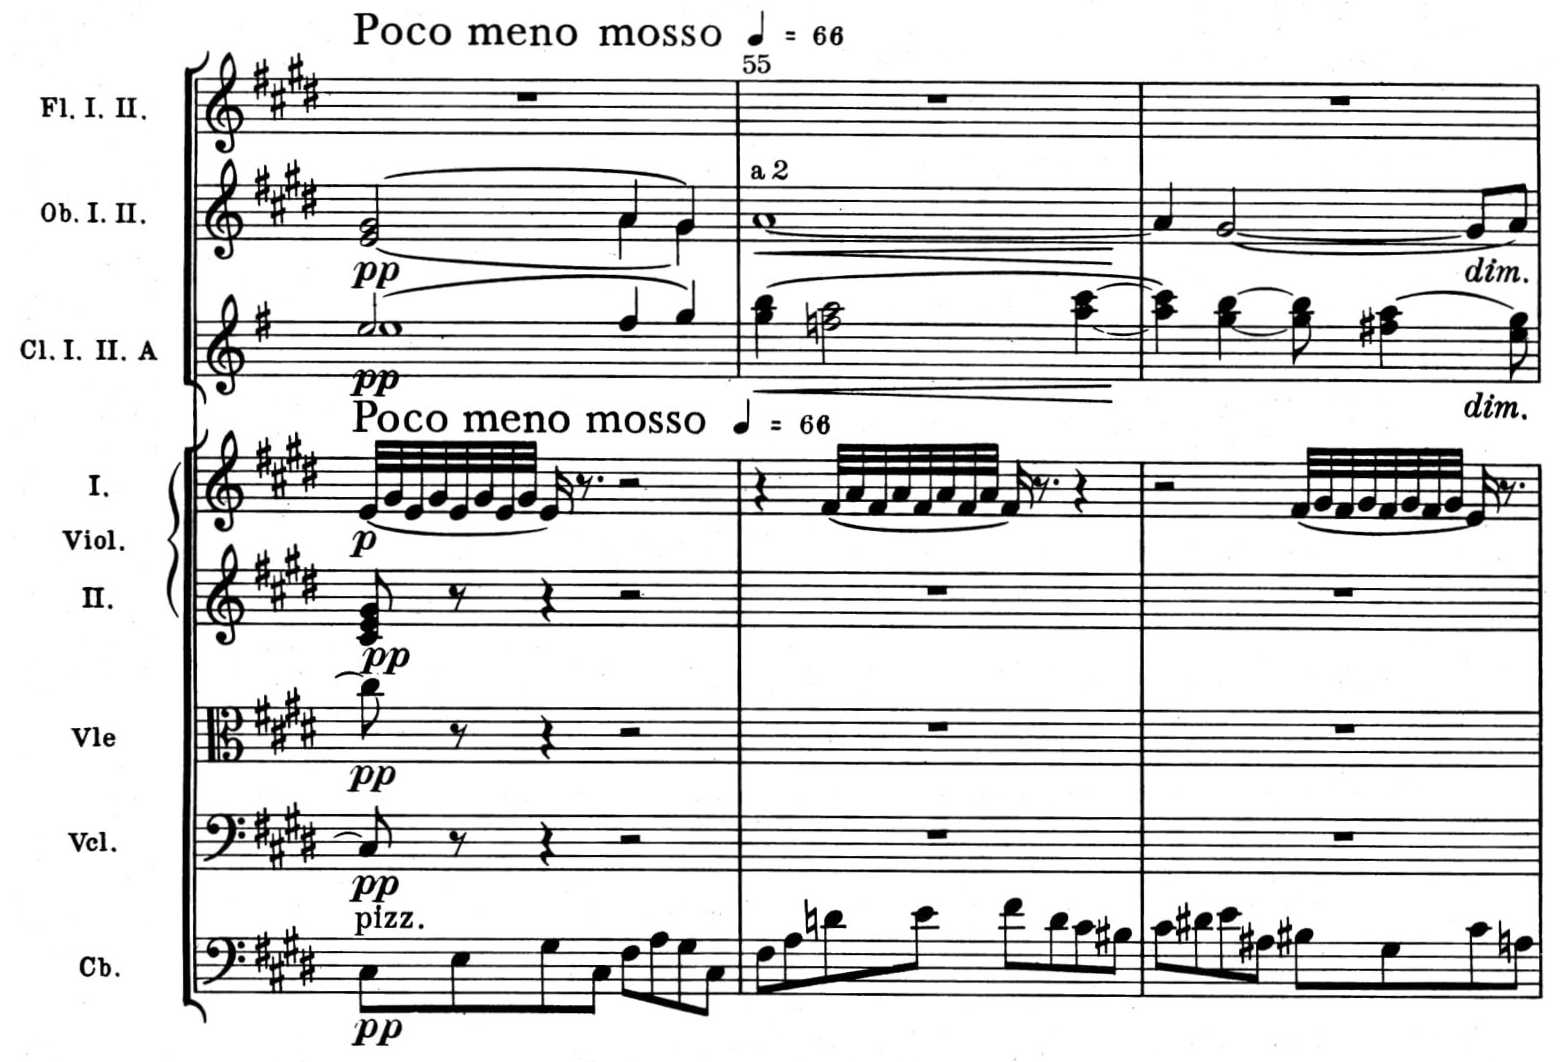 Poco meno mosso ♩ = 66
55
Fl. I. II.
a 2
Ob. I. II.
pp
dim.
Cl. I. II. A
pp
dim.
Poco meno mosso ♩ = 66
I.
p
Viol.
II.
pp
Vle
pp
Vcl.
pp
pizz.
Cb.
pp